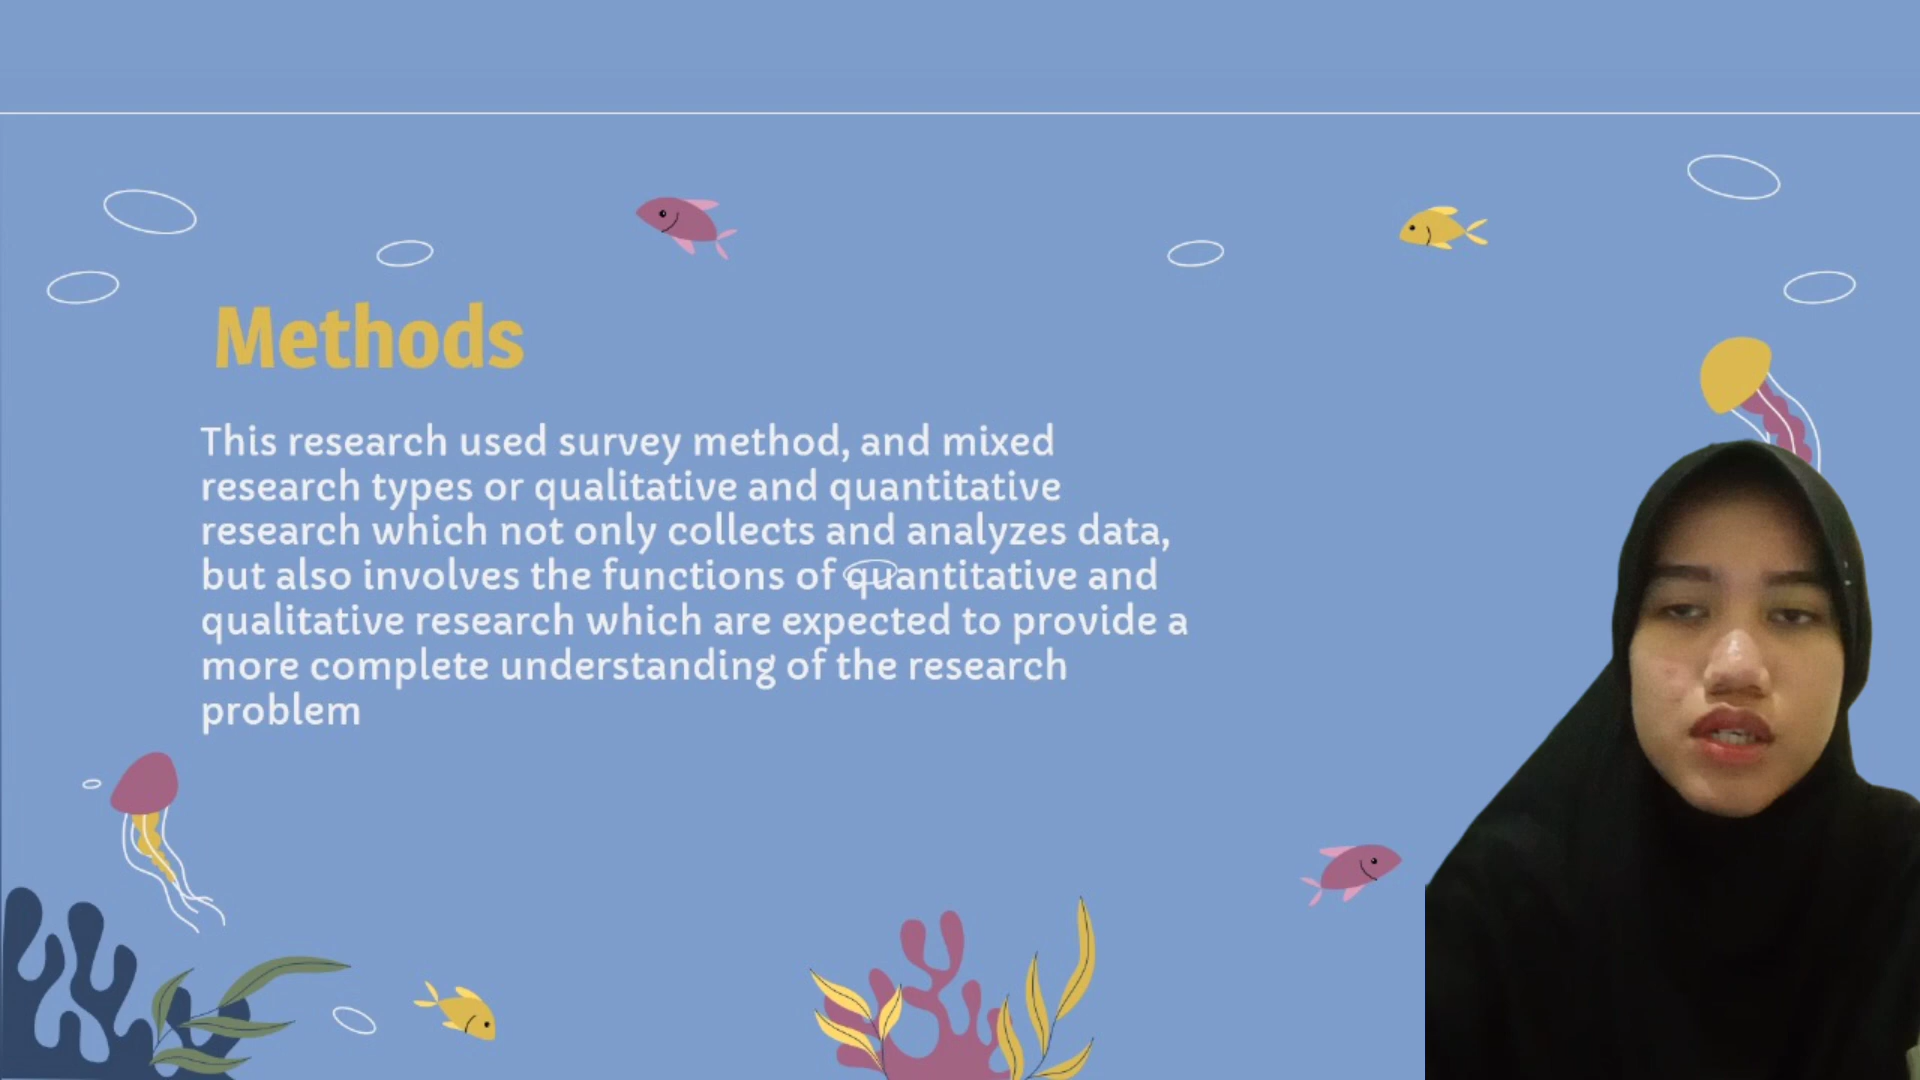 Methods
This research used survey method, and mixed
research types or qualitative and quantitative
research which not only collects and analyzes data,
but also involves the functions of quantitative and
qualitative research which are expected to provide a
more complete understanding of the research
problem